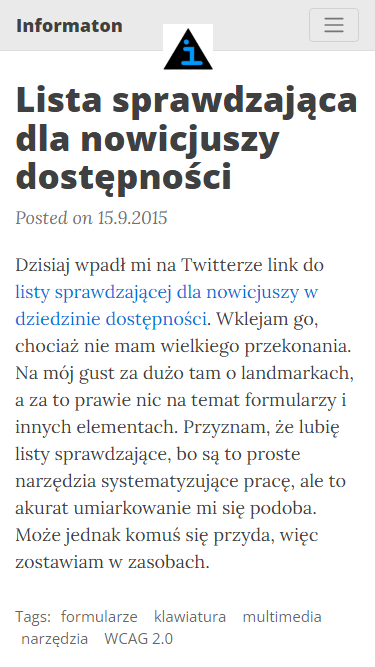 Informaton
i
Lista sprawdzająca
dla nowicjuszy
dostępności
Posted on 15.9.2015
Dzisiaj wpadł mi na Twitterze link do
listy sprawdzającej dla nowicjuszy w
dziedzinie dostępności. Wklejam go,
chociaż nie mam wielkiego przekonania.
Na mój gust za dużo tam o landmarkach,
a za to prawie nic na temat formularzy i
innych elementach. Przyznam, że lubię
listy sprawdzające, bo są to proste
narzędzia systematyzujące pracę, ale to
akurat umiarkowanie mi się podoba.
Może jednak komuś się przyda, więc
zostawiam w zasobach.
Tags: formularze klawiatura multimedia
narzędzia WCAG 2.0